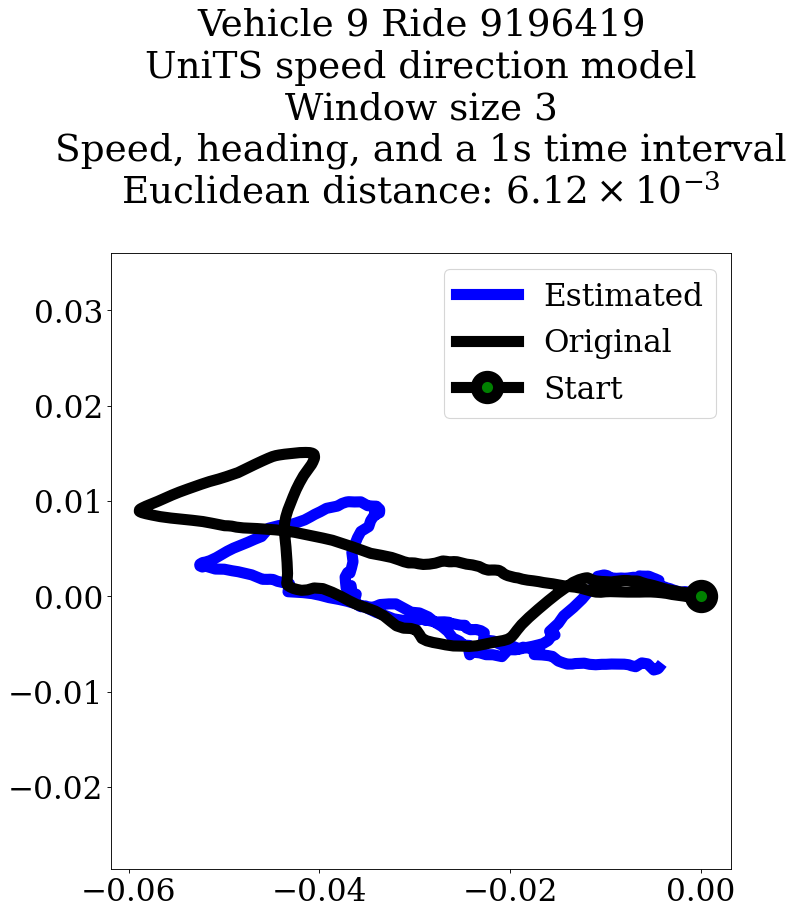 Vehicle 9 Ride 9196419
UniTS speed direction model
Window size 3
Speed, heading, and a 1s time interval
Euclidean distance: 6.12 × 10⁻³
Estimated
Original
Start
0.03
0.02
0.01
0.00
−0.01
−0.02
−0.06 −0.04 −0.02 0.00